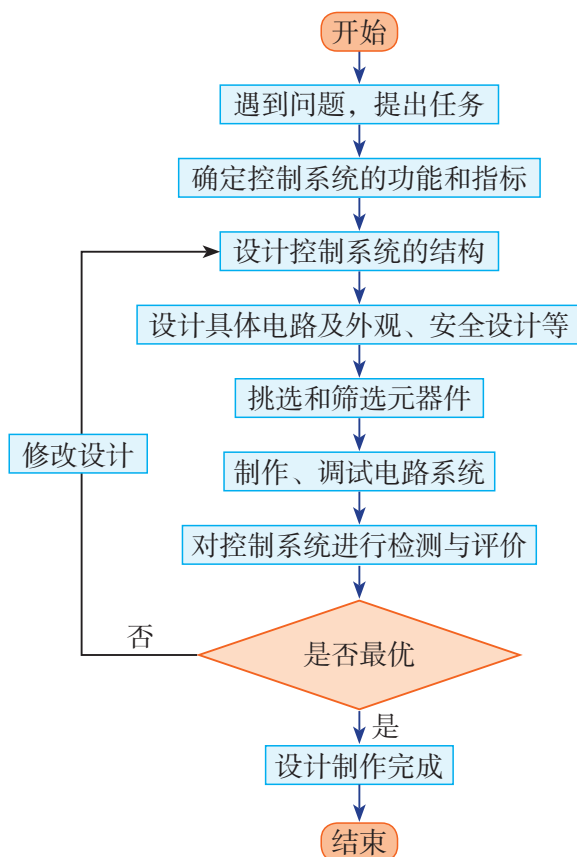 开始
遇到问题，提出任务
确定控制系统的功能和指标
设计控制系统的结构
设计具体电路及外观、安全设计等
挑选和筛选元器件
修改设计
制作、调试电路系统
对控制系统进行检测与评价
否
是否最优
是
设计制作完成
结束